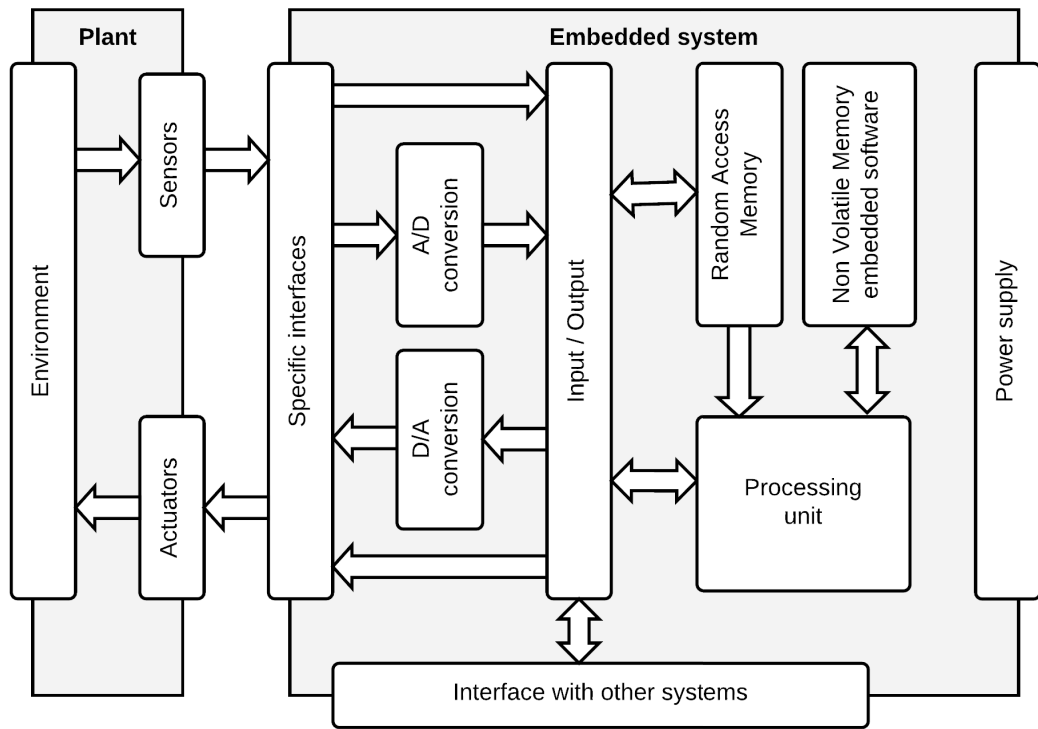 Plant
Embedded system
Environment
Sensors
Actuators
Specific interfaces
A/D
conversion
D/A
conversion
Input / Output
Random Access
Memory
Non Volatile Memory
embedded software
Processing
unit
Power supply
Interface with other systems